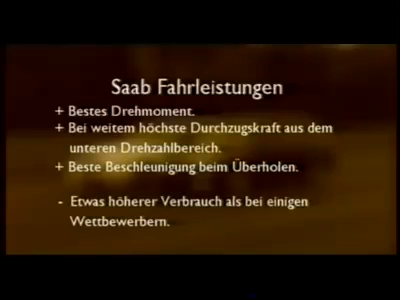 Saab Fahrleistungen
+ Bestes Drehmoment.
+ Bei weitem höchste Durchzugskraft aus dem
unteren Drehzahlbereich.
+ Beste Beschleunigung beim Überholen.
- Etwas höherer Verbrauch als bei einigen
Wettbewerbern.